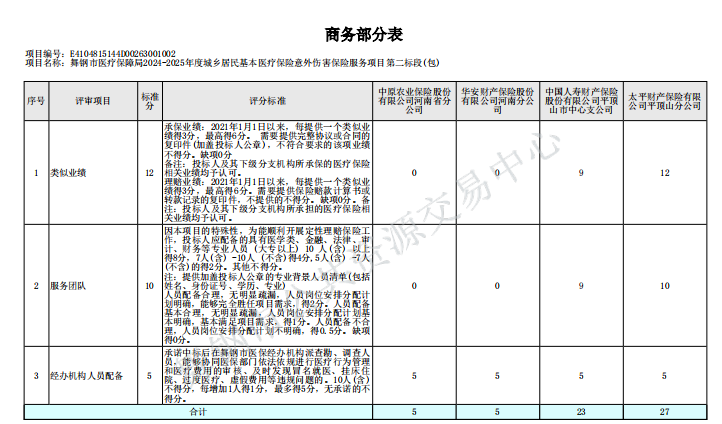 商务部分表
项目编号：E4104815144D00263001002
项目名称：舞钢市医疗保障局2024-2025年度城乡居民基本医疗保险意外伤害保险服务项目第二标段(包)
序号 评审项目 标准分 评分标准 中原农业保险股份有限公司河南省分公司 华安财产保险股份有限公司河南分公司 中国人寿财产保险股份有限公司平顶山市中心支公司 太平财产保险有限公司平顶山分公司
1 类似业绩 12
承保业绩：2021年1月1日以来，每提供一个类似业
绩得3分；最高得6分。 需要提供完整协议或合同的
复印件(加盖投标人公章)，不符合要求的该项业绩
不得分。缺项0分
备注：投标人及其下级分支机构所承保的医疗保险
相关业绩均予认可。
理赔业绩：2021年1月1日以来，每提供一个类似业
绩得3分，最高得6分。需要提供保险赔款计算书或
转款记录的复印件，不提供的不得分。缺项0分。备
注：投标人及其下级分支机构所承担的医疗保险相
关业绩均予认可。
0 0 9 12
2 服务团队 10
因本项目的特殊性，为能顺利开展定性理赔保险工
作，投标人应配备的具有医学类、金融、法律、审
计、财务等专业人员 (大专以上) 10 人(含) 以上
得8分，7人(含) -10人 (不含)得4分,5人(含) -7人
(不含)的得2分。其他不得分。
注：提供加盖投标人公章的专业背景人员清单(包括
姓名、身份证号、学历、专业)
人员配备合理，无明显疏漏，人员岗位安排分配计
划明确，能够完全胜任项目需求，得2分。人员配备
基本合理，无明显疏漏，人员岗位安排分配计划基
本明确，基本满足项目需求，得1分。人员配备不合
理，人员岗位安排分配计划不明确，得0.5分。缺项
得0分。
0 0 9 10
3 经办机构人员配备 5
承诺中标后在舞钢市医保经办机构派查勘、调查人
员，能够协同医保部门依法依规进行医疗行为管理
和医疗费用的审核、及时发现冒名就医、挂床住
院、过度医疗、虚假费用等违规问题的。10人(含)
不得分，每增加1人得1分，最多得5分，无承诺的不
得分。
5 5 5 5
合计 5 5 23 27
资源交易中心